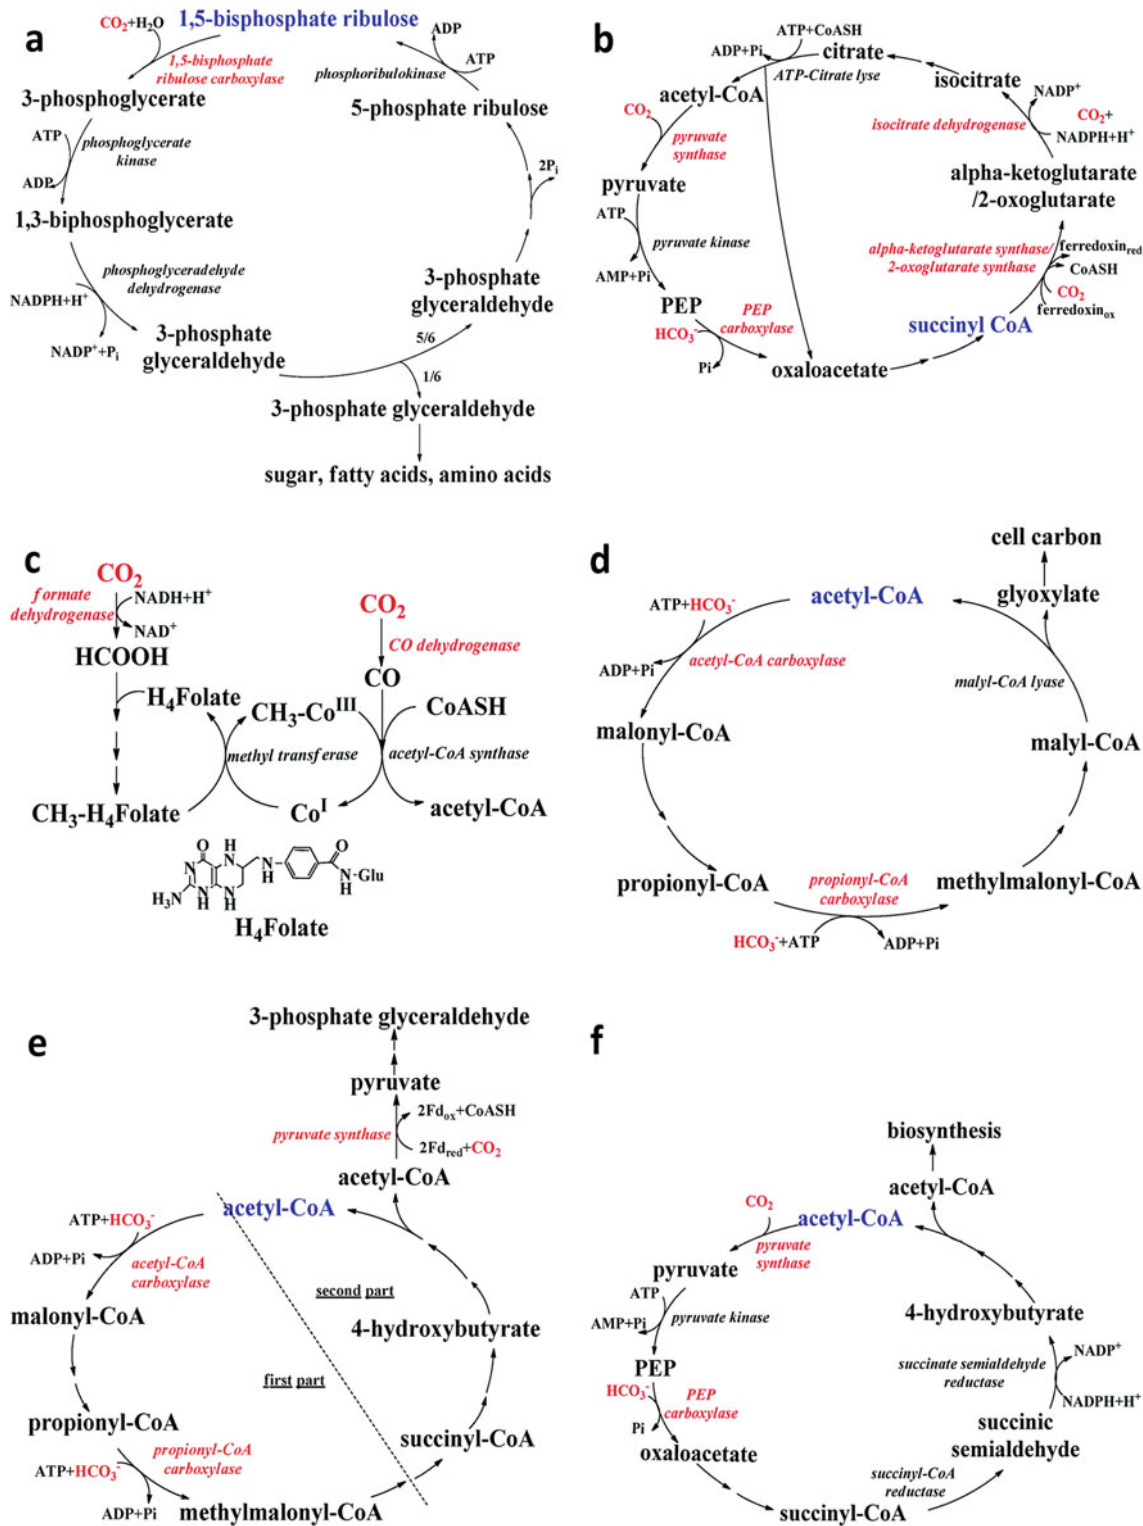 a
CO2+H2O
1,5-bisphosphate ribulose
1,5-bisphosphate
ribulose carboxylase
ADP
ATP
phosphoribulokinase
3-phosphoglycerate
5-phosphate ribulose
ATP
phosphoglycerate
kinase
ADP
2Pi
1,3-biphosphoglycerate
phosphoglyceradehyde
dehydrogenase
NADPH+H+
NADP++Pi
3-phosphate
glyceraldehyde
3-phosphate
glyceraldehyde
5/6
1/6
3-phosphate glyceraldehyde
sugar, fatty acids, amino acids
b
ATP+CoASH
ADP+Pi
citrate
ATP-Citrate lyse
isocitrate
acetyl-CoA
NADP+
CO2
CO2+
NADPH+H+
isocitrate dehydrogenase
pyruvate
synthase
pyruvate
alpha-ketoglutarate
/2-oxoglutarate
ATP
pyruvate kinase
AMP+Pi
alpha-ketoglutarate synthase/
2-oxoglutarate synthase
ferredoxinred
CoASH
CO2
ferredoxinox
PEP
HCO3-
PEP
carboxylase
Pi
succinyl CoA
oxaloacetate
c
CO2
formate
dehydrogenase
NADH+H+
NAD+
HCOOH
CO2
CO dehydrogenase
CO
H4Folate
CH3-CoIII
CoASH
methyl transferase
acetyl-CoA synthase
CH3-H4Folate
CoI
acetyl-CoA
O
H
N
N
H2N
N
H
N
H
NH
O
N
H
-Glu
H4Folate
d
cell carbon
glyoxylate
ATP+HCO3-
acetyl-CoA
ADP+Pi
acetyl-CoA carboxylase
malyl-CoA lyase
malonyl-CoA
malyl-CoA
propionyl-CoA
propionyl-CoA
carboxylase
methylmalonyl-CoA
HCO3-+ATP
ADP+Pi
e
3-phosphate glyceraldehyde
pyruvate
2Fdox+CoASH
pyruvate synthase
2Fdred+CO2
acetyl-CoA
acetyl-CoA
ATP+HCO3-
ADP+Pi
acetyl-CoA
carboxylase
second part
malonyl-CoA
4-hydroxybutyrate
first part
propionyl-CoA
succinyl-CoA
propionyl-CoA
carboxylase
ATP+HCO3-
ADP+Pi
methylmalonyl-CoA
f
biosynthesis
acetyl-CoA
CO2
acetyl-CoA
pyruvate
synthase
pyruvate
ATP
AMP+Pi
pyruvate kinase
4-hydroxybutyrate
PEP
succinate semialdehyde
reductase
NADP+
NADPH+H+
HCO3-
PEP
carboxylase
Pi
oxaloacetate
succinic
semialdehyde
succinyl-CoA
reductase
succinyl-CoA